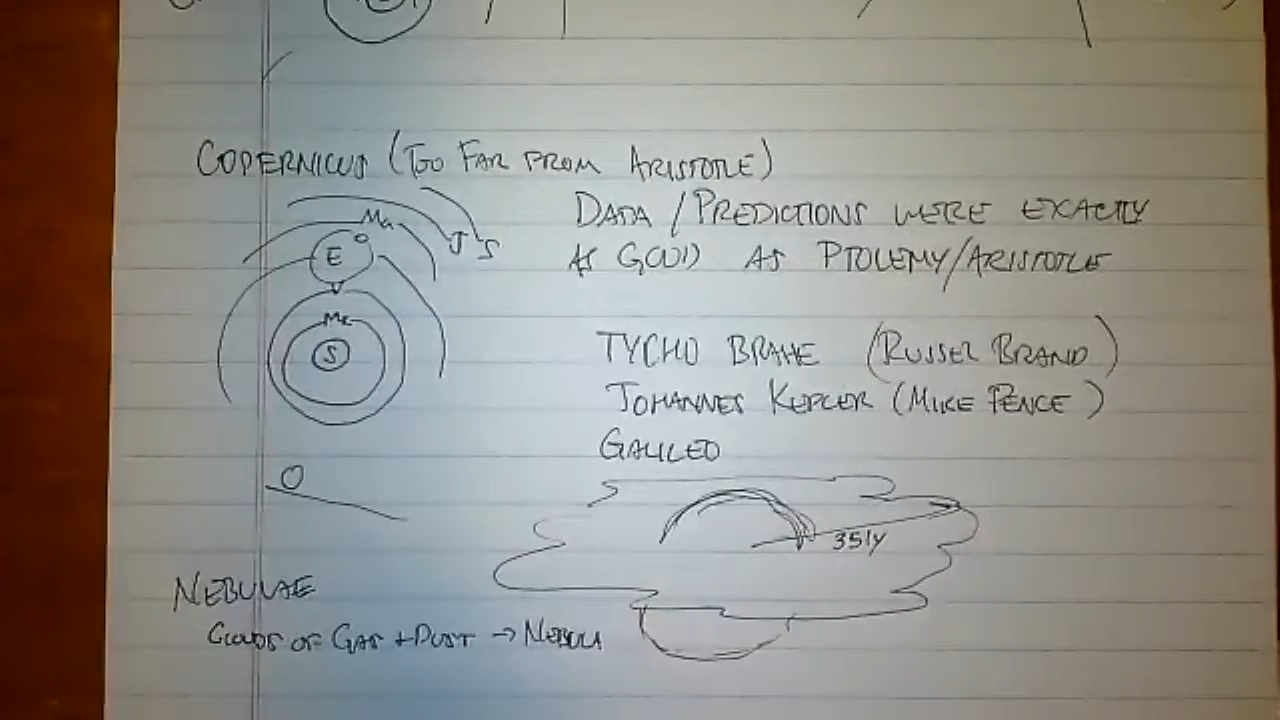 COPERNICUS (TOO FAR FROM ARISTOTLE)
DATA / PREDICTIONS WERE EXACTLY
AS GOOD AS PTOLEMY/ARISTOTLE
Ma
J S
E
V
Me
S
TYCHO BRAHE (RUSSEL BRAND)
JOHANNES KEPLER (MIKE PENCE)
GALILEO
35ly
NEBULAE
CLOUDS OF GAS + DUST → NEBULA